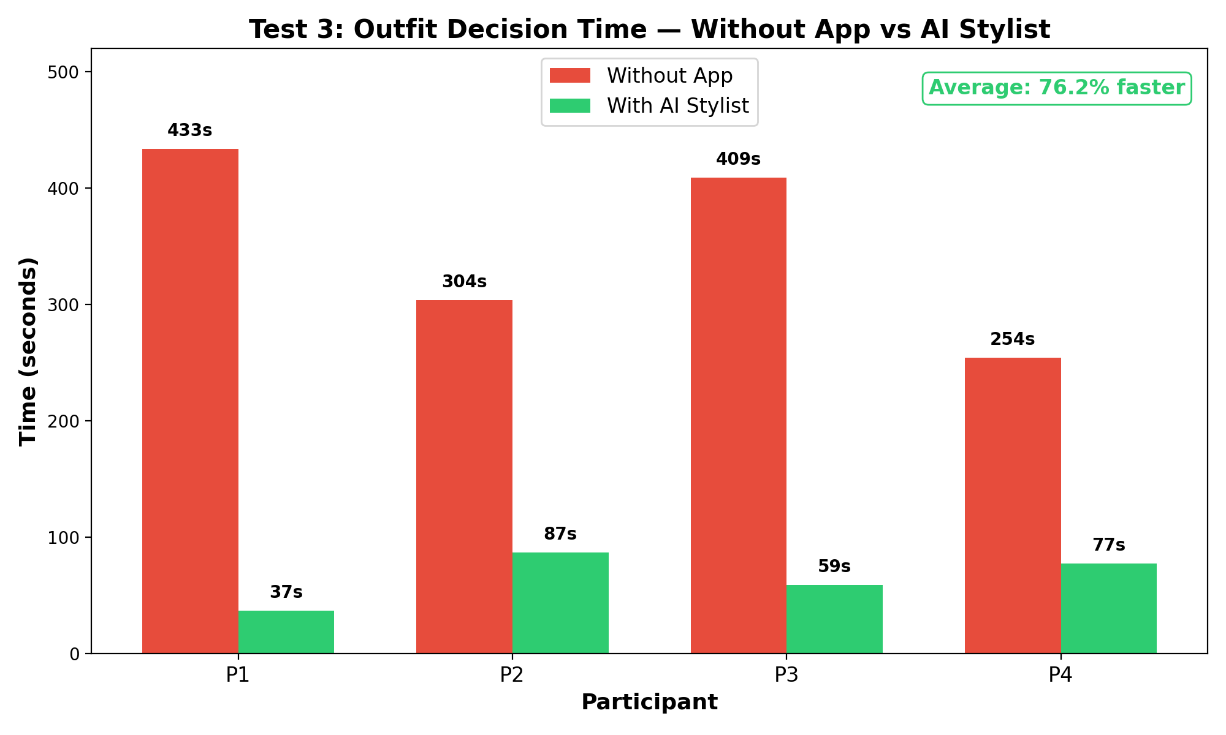 Test 3: Outfit Decision Time — Without App vs AI Stylist
Without App
With AI Stylist
Average: 76.2% faster
Time (seconds)
500
400
300
200
100
0
433s
37s
304s
87s
409s
59s
254s
77s
P1
P2
P3
P4
Participant